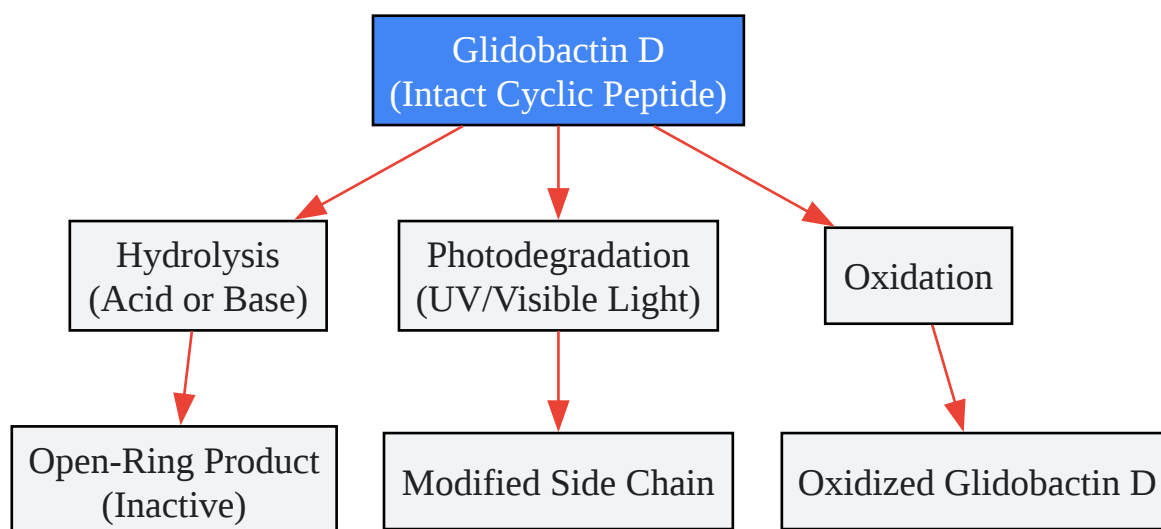 Glidobactin D
(Intact Cyclic Peptide)
Hydrolysis
(Acid or Base)
Photodegradation
(UV/Visible Light)
Oxidation
Open-Ring Product
(Inactive)
Modified Side Chain
Oxidized Glidobactin D